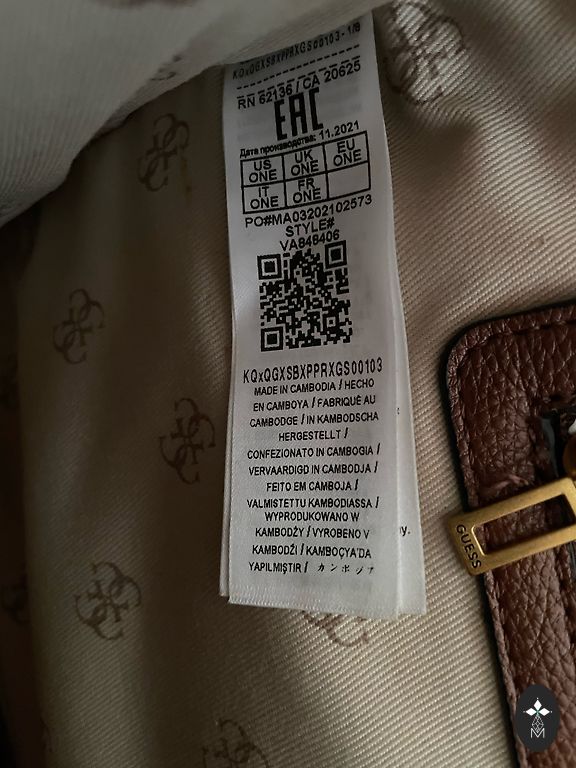 KQxQGXSBXPPRXGS00103-1/8
RN 62136 / CA 20625
EAC
Дата производства: 11.2021
US ONE UK ONE EU ONE
IT ONE FR ONE
PO#MA03202102573
STYLE#
VA848406
KQxQGXSBXPPRXGS00103
MADE IN CAMBODIA / HECHO
EN CAMBOYA / FABRIQUÉ AU
CAMBODGE / IN KAMBODSCHA
HERGESTELLT /
CONFEZIONATO IN CAMBOGIA /
VERVAARDIGD IN CAMBODJA /
FEITO EM CAMBOJA /
VALMISTETTU KAMBODIASSA /
WYPRODUKOWANO W
KAMBODŻY / VYROBENO V
KAMBODŽI / KAMBOÇYA'DA
YAPILMIŞTIR / カンボジア
GUESS
M